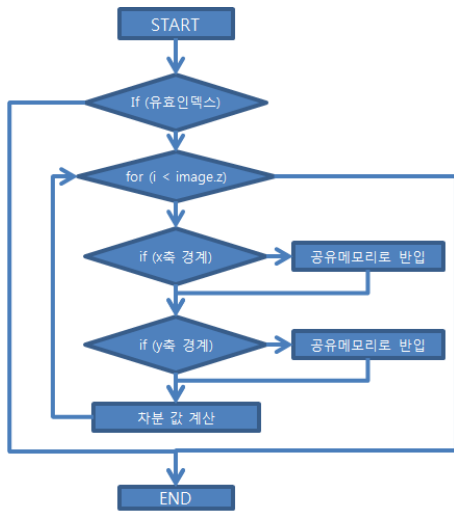 START
If (유효인덱스)
for (i < image.z)
if (x축 경계)
공유메모리로 반입
if (y축 경계)
공유메모리로 반입
차분 값 계산
END